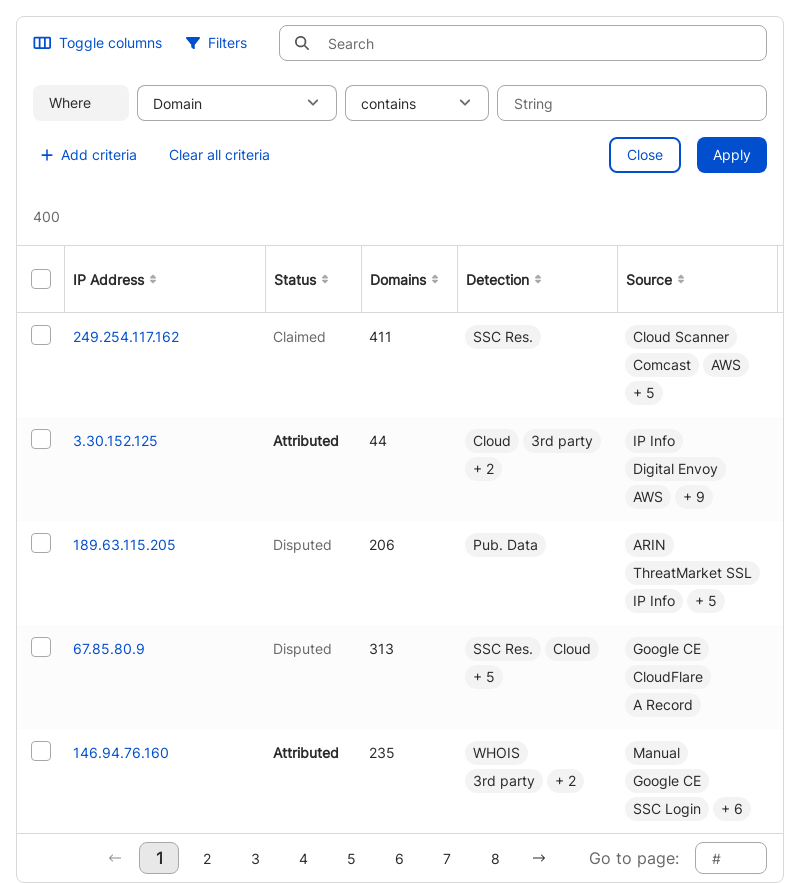 Toggle columns Filters Search
Where Domain contains String
+ Add criteria Clear all criteria Close Apply
400
IP Address Status Domains Detection Source
249.254.117.162 Claimed 411 SSC Res. Cloud Scanner
Comcast AWS
+ 5
3.30.152.125 Attributed 44 Cloud 3rd party IP Info
+ 2 Digital Envoy
AWS + 9
189.63.115.205 Disputed 206 Pub. Data ARIN
ThreatMarket SSL
IP Info + 5
67.85.80.9 Disputed 313 SSC Res. Cloud Google CE
+ 5 CloudFlare
A Record
146.94.76.160 Attributed 235 WHOIS Manual
3rd party + 2 Google CE
SSC Login + 6
← 1 2 3 4 5 6 7 8 → Go to page: #